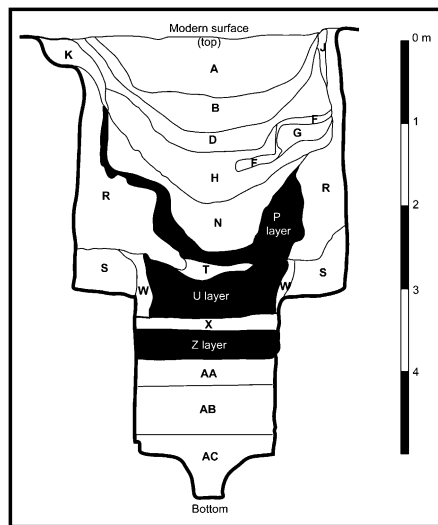 Modern surface
(top)
0 m
K
J
A
B
F
1
D
G
F
H
R
R
P
layer
2
N
S
T
S
W
U layer
W
3
X
Z layer
AA
4
AB
AC
Bottom